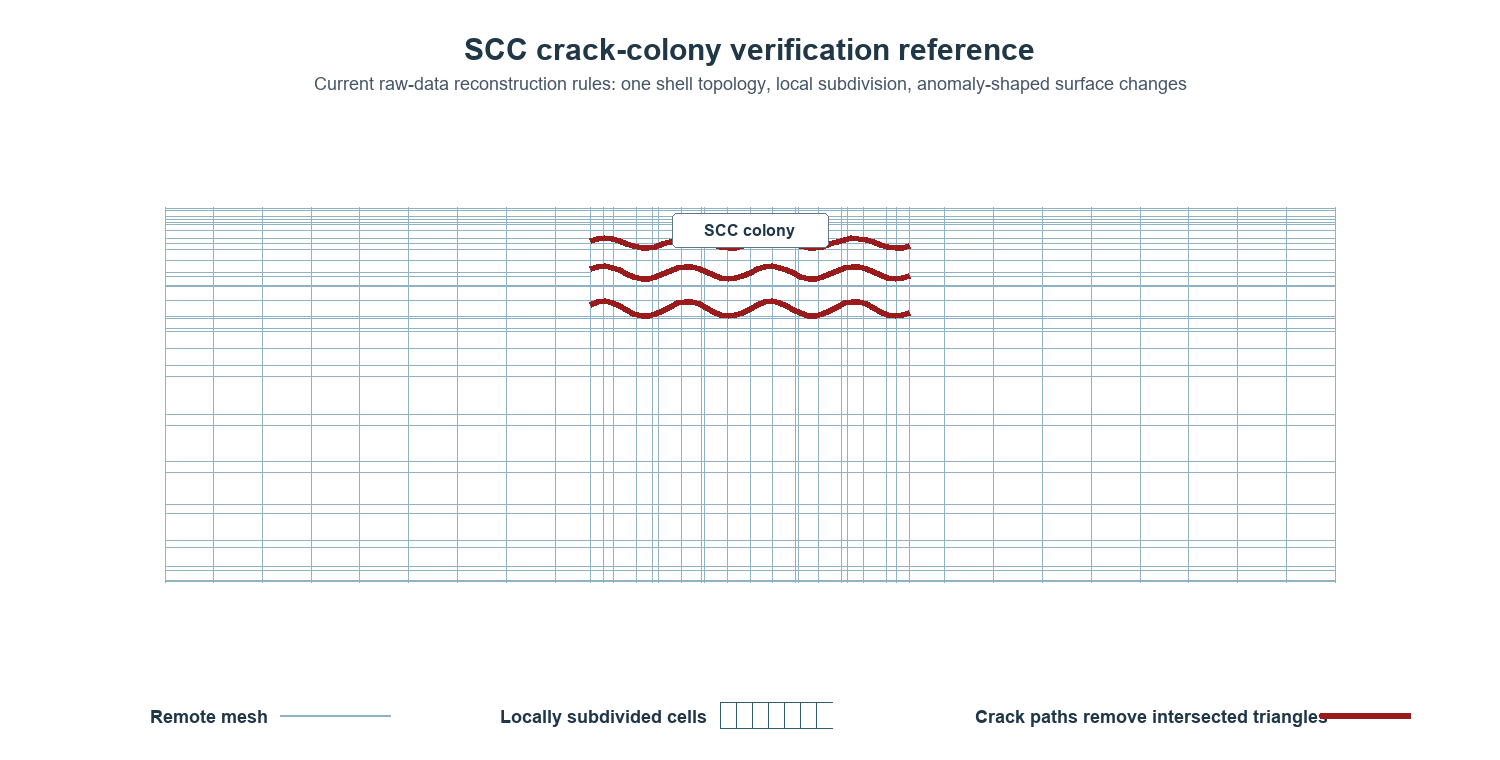 SCC crack-colony verification reference
Current raw-data reconstruction rules: one shell topology, local subdivision, anomaly-shaped surface changes
SCC colony
Remote mesh
Locally subdivided cells
Crack paths remove intersected triangles